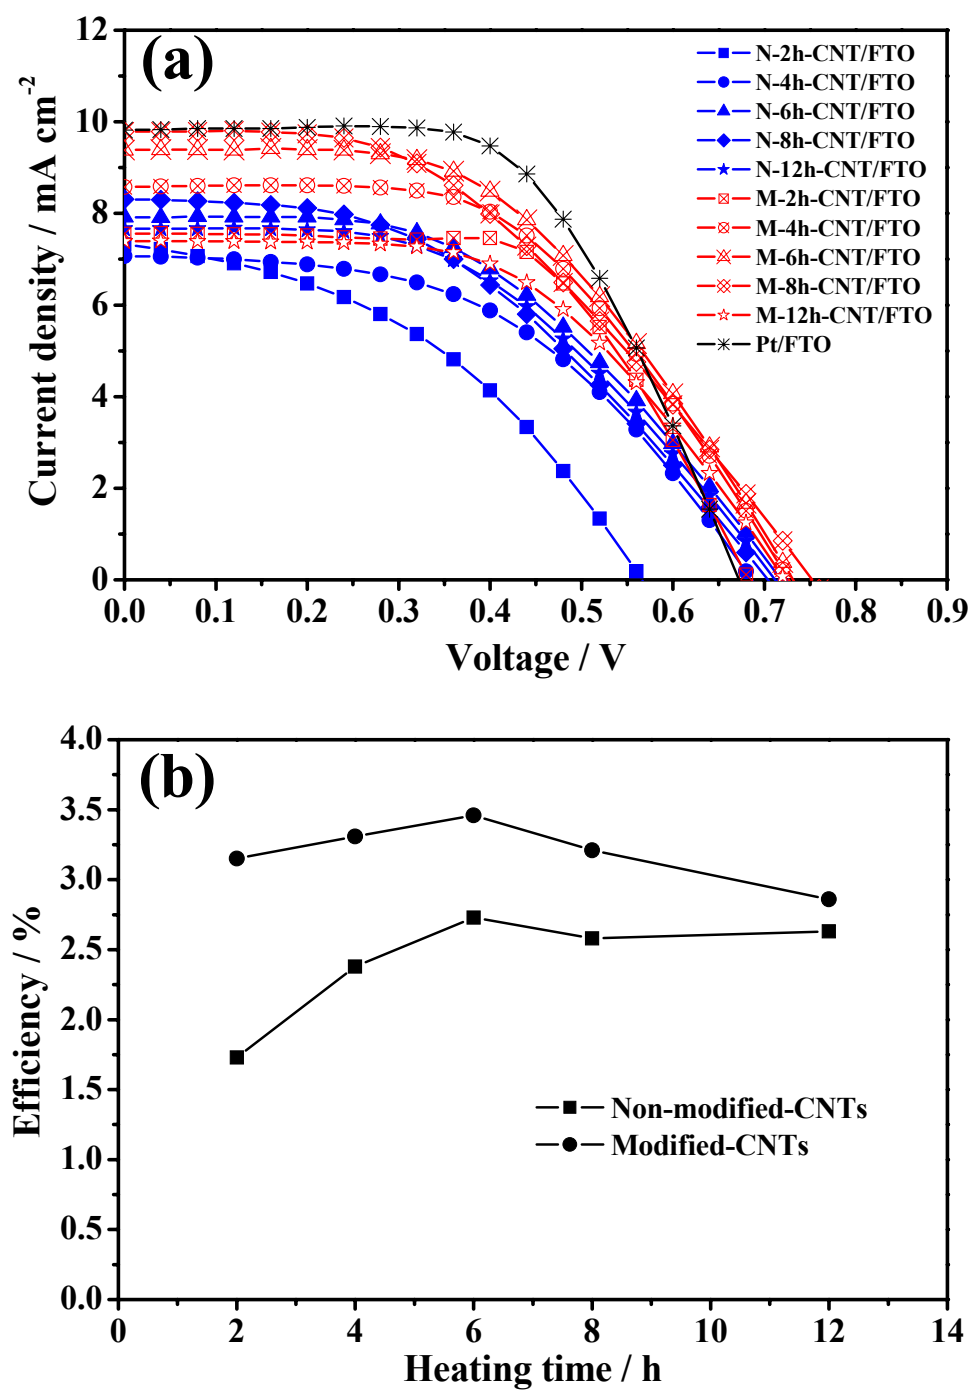 (a)
12
10
8
6
4
2
0
Current density / mA cm⁻²
N-2h-CNT/FTO
N-4h-CNT/FTO
N-6h-CNT/FTO
N-8h-CNT/FTO
N-12h-CNT/FTO
M-2h-CNT/FTO
M-4h-CNT/FTO
M-6h-CNT/FTO
M-8h-CNT/FTO
M-12h-CNT/FTO
Pt/FTO
0.0 0.1 0.2 0.3 0.4 0.5 0.6 0.7 0.8 0.9
Voltage / V
(b)
4.0
3.5
3.0
2.5
2.0
1.5
1.0
0.5
0.0
Efficiency / %
Non-modified-CNTs
Modified-CNTs
0 2 4 6 8 10 12 14
Heating time / h